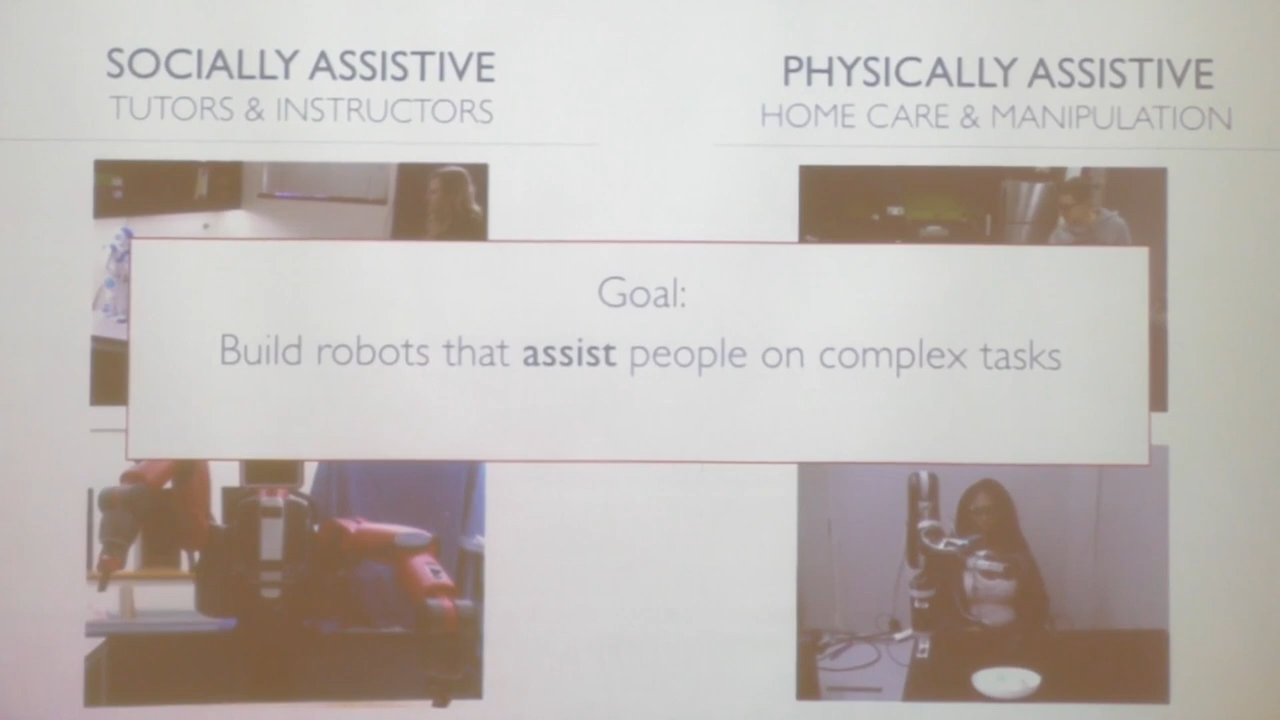 SOCIALLY ASSISTIVE
TUTORS & INSTRUCTORS
PHYSICALLY ASSISTIVE
HOME CARE & MANIPULATION
Goal:
Build robots that assist people on complex tasks